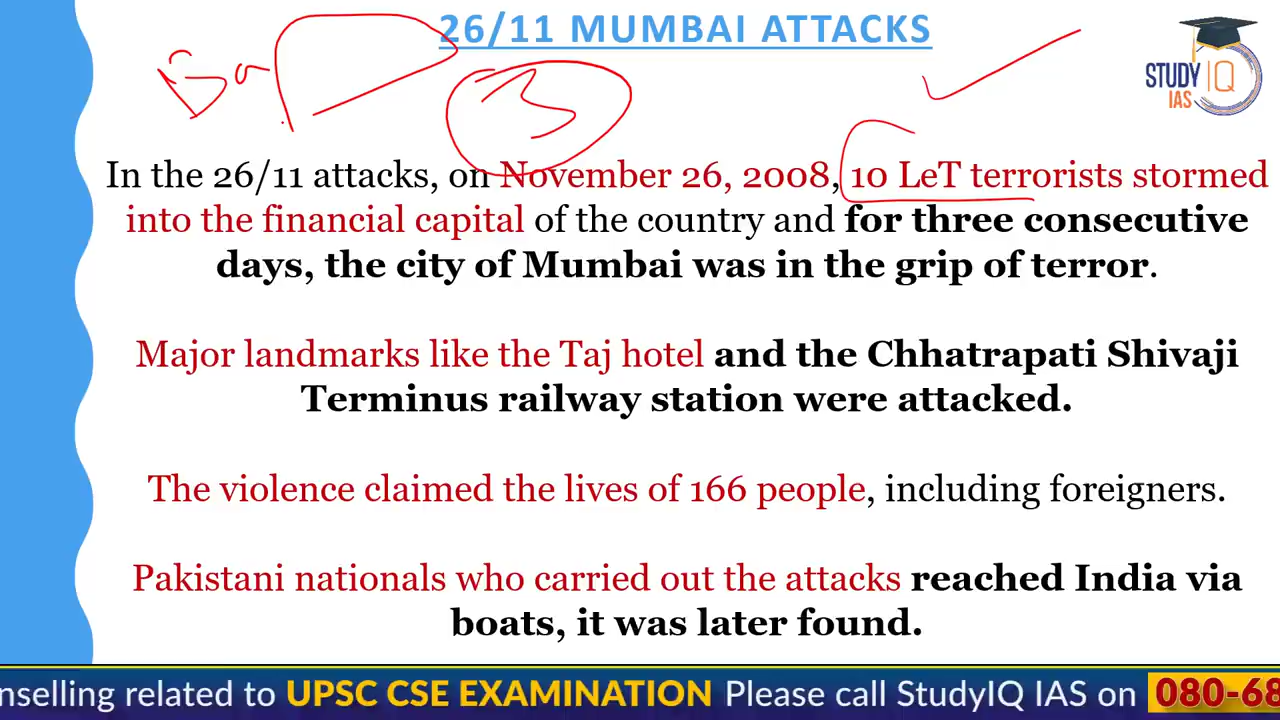 26/11 MUMBAI ATTACKS
STUDY IQ
IAS
3
In the 26/11 attacks, on November 26, 2008, 10 LeT terrorists stormed
into the financial capital of the country and for three consecutive
days, the city of Mumbai was in the grip of terror.
Major landmarks like the Taj hotel and the Chhatrapati Shivaji
Terminus railway station were attacked.
The violence claimed the lives of 166 people, including foreigners.
Pakistani nationals who carried out the attacks reached India via
boats, it was later found.
nselling related to UPSC CSE EXAMINATION Please call StudyIQ IAS on 080-68